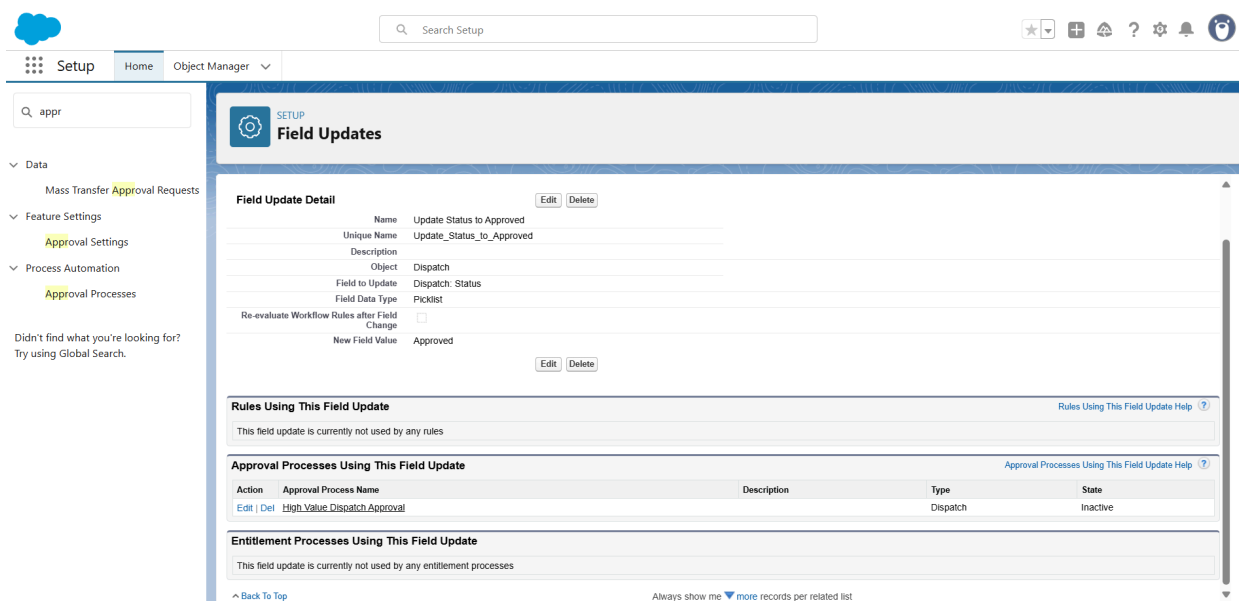 Search Setup
Setup
Home
Object Manager
appr
Data
Mass Transfer Approval Requests
Feature Settings
Approval Settings
Process Automation
Approval Processes
Didn't find what you're looking for?
Try using Global Search.
SETUP
Field Updates
Field Update Detail
Edit Delete
Name Update Status to Approved
Unique Name Update_Status_to_Approved
Description
Object Dispatch
Field to Update Dispatch: Status
Field Data Type Picklist
Re-evaluate Workflow Rules after Field
Change
New Field Value Approved
Edit Delete
Rules Using This Field Update Rules Using This Field Update Help ?
This field update is currently not used by any rules
Approval Processes Using This Field Update Approval Processes Using This Field Update Help ?
Action Approval Process Name Description Type State
Edit | Del High Value Dispatch Approval Dispatch Inactive
Entitlement Processes Using This Field Update
This field update is currently not used by any entitlement processes
Back To Top Always show me more records per related list